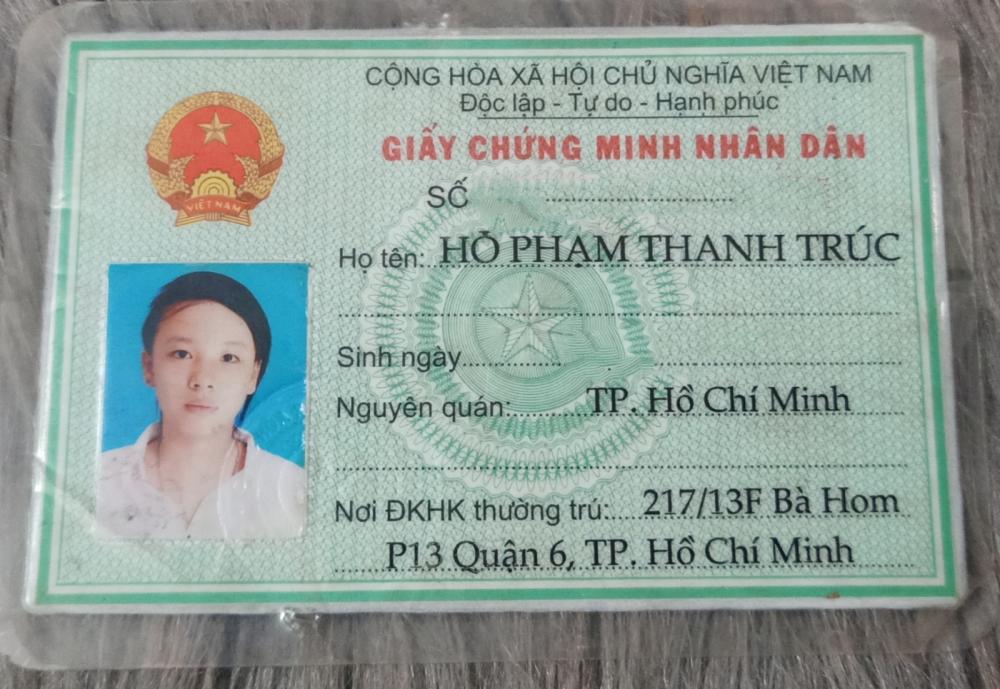 CỘNG HÒA XÃ HỘI CHỦ NGHĨA VIỆT NAM
Độc lập - Tự do - Hạnh phúc
GIẤY CHỨNG MINH NHÂN DÂN
SỐ
VIỆT NAM
Họ tên: HỒ PHẠM THANH TRÚC
Sinh ngày
Nguyên quán: TP. Hồ Chí Minh
Nơi ĐKHK thường trú: 217/13F Bà Hom
P13 Quận 6, TP. Hồ Chí Minh